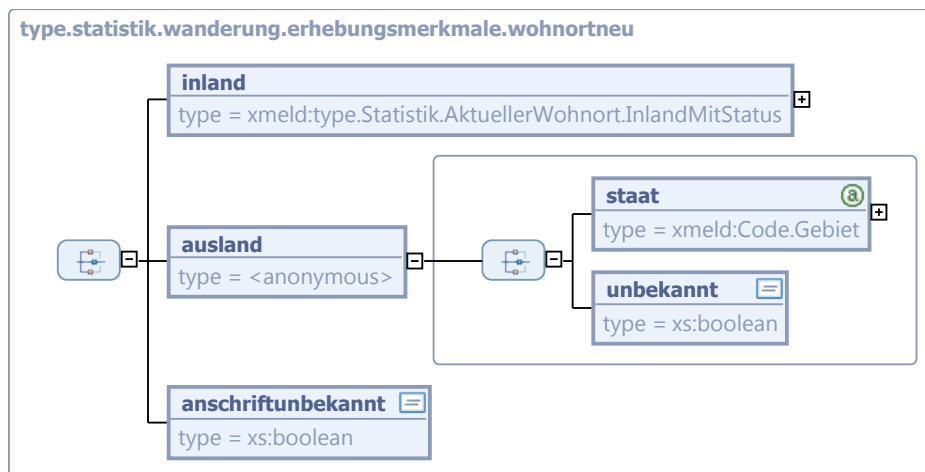 type.statistik.wanderung.erhebungsmerkmale.wohnortneu
inland
type = xmeld:type.Statistik.AktuellerWohnort.InlandMitStatus
staat
type = xmeld:Code.Gebiet
ausland
type = <anonymous>
unbekannt
type = xs:boolean
anschriftunbekannt
type = xs:boolean